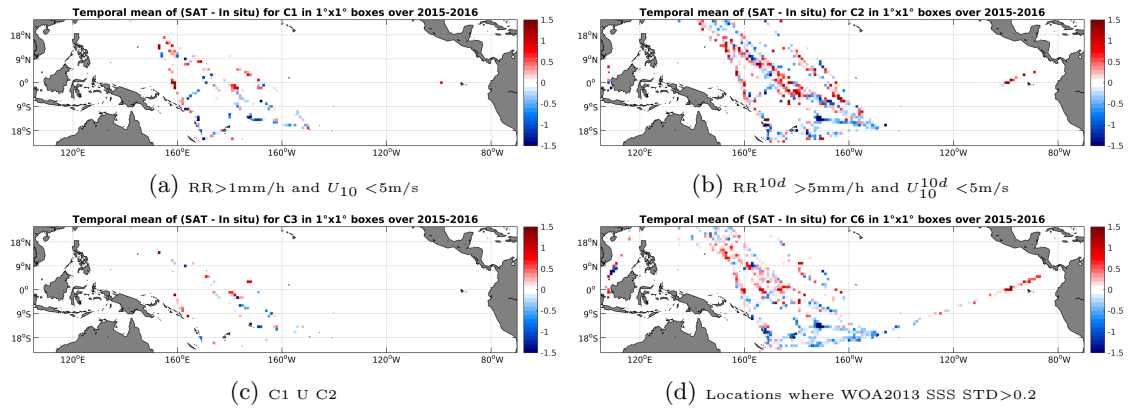 Temporal mean of (SAT - In situ) for C1 in 1°x1° boxes over 2015-2016
18°N
9°N
0°
9°S
18°S
120°E
160°E
160°W
120°W
80°W
1.5
1
0.5
0
-0.5
-1
-1.5
(a) RR>1mm/h and U10 <5m/s
Temporal mean of (SAT - In situ) for C2 in 1°x1° boxes over 2015-2016
18°N
9°N
0°
9°S
18°S
120°E
160°E
160°W
120°W
80°W
1.5
1
0.5
0
-0.5
-1
-1.5
(b) RR^10d >5mm/h and U10^10d <5m/s
Temporal mean of (SAT - In situ) for C3 in 1°x1° boxes over 2015-2016
18°N
9°N
0°
9°S
18°S
120°E
160°E
160°W
120°W
80°W
1.5
1
0.5
0
-0.5
-1
-1.5
(c) C1 U C2
Temporal mean of (SAT - In situ) for C6 in 1°x1° boxes over 2015-2016
18°N
9°N
0°
9°S
18°S
120°E
160°E
160°W
120°W
80°W
1.5
1
0.5
0
-0.5
-1
-1.5
(d) Locations where WOA2013 SSS STD>0.2